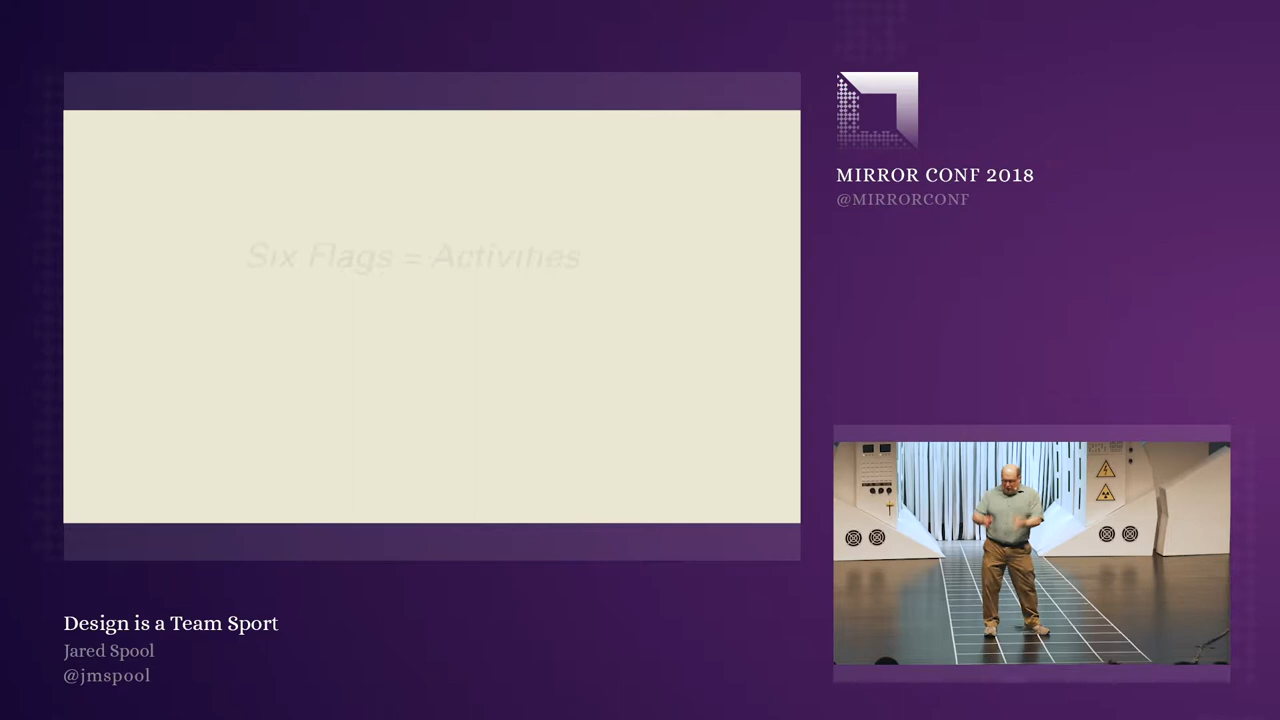 Six Flags = Activities
MIRROR CONF 2018
@MIRRORCONF
Design is a Team Sport
Jared Spool
@jmspool